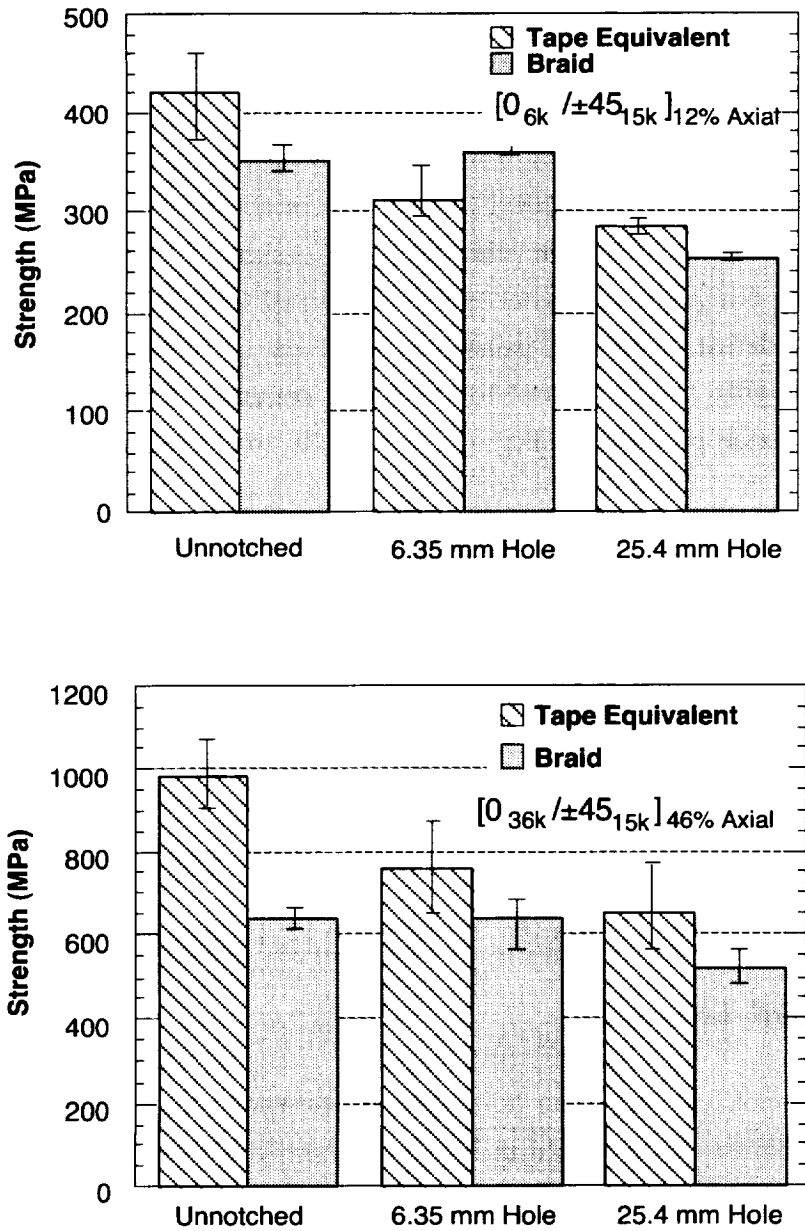 500
400
300
200
100
0
Strength (MPa)
Tape Equivalent
Braid
[0 6k /±45 15k ] 12% Axial
Unnotched 6.35 mm Hole 25.4 mm Hole
1200
1000
800
600
400
200
0
Strength (MPa)
Tape Equivalent
Braid
[0 36k /±45 15k ] 46% Axial
Unnotched 6.35 mm Hole 25.4 mm Hole